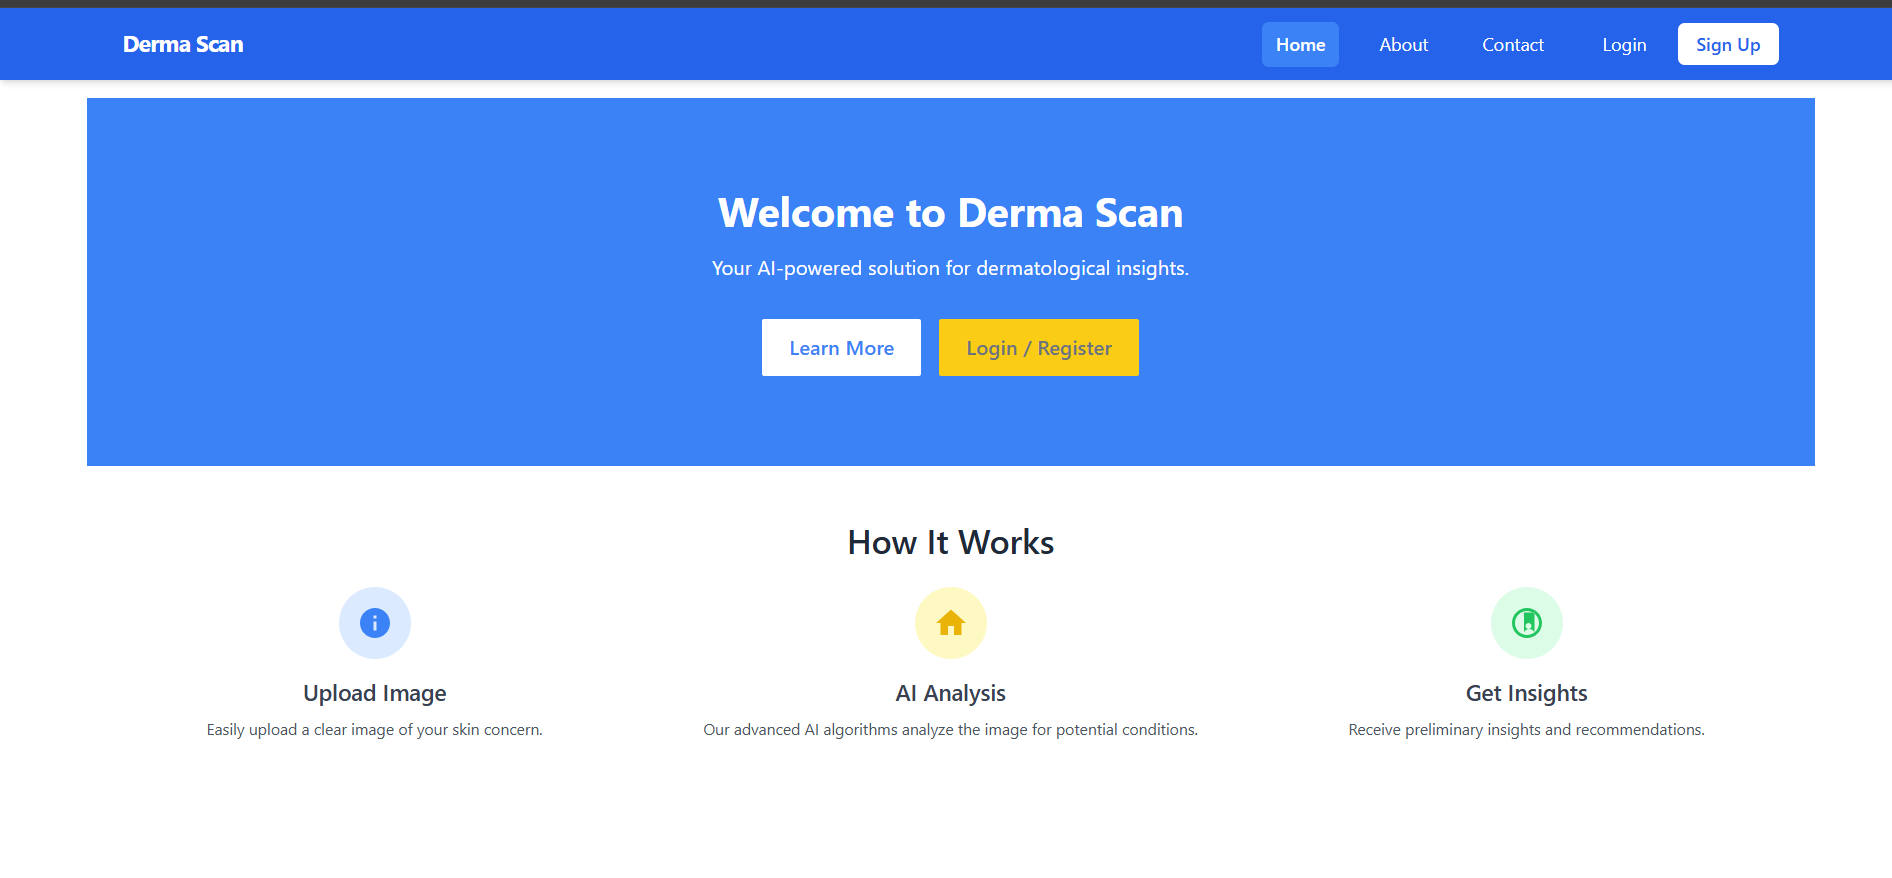 Derma Scan
Home
About
Contact
Login
Sign Up
Welcome to Derma Scan
Your AI-powered solution for dermatological insights.
Learn More
Login / Register
How It Works
Upload Image
Easily upload a clear image of your skin concern.
AI Analysis
Our advanced AI algorithms analyze the image for potential conditions.
Get Insights
Receive preliminary insights and recommendations.